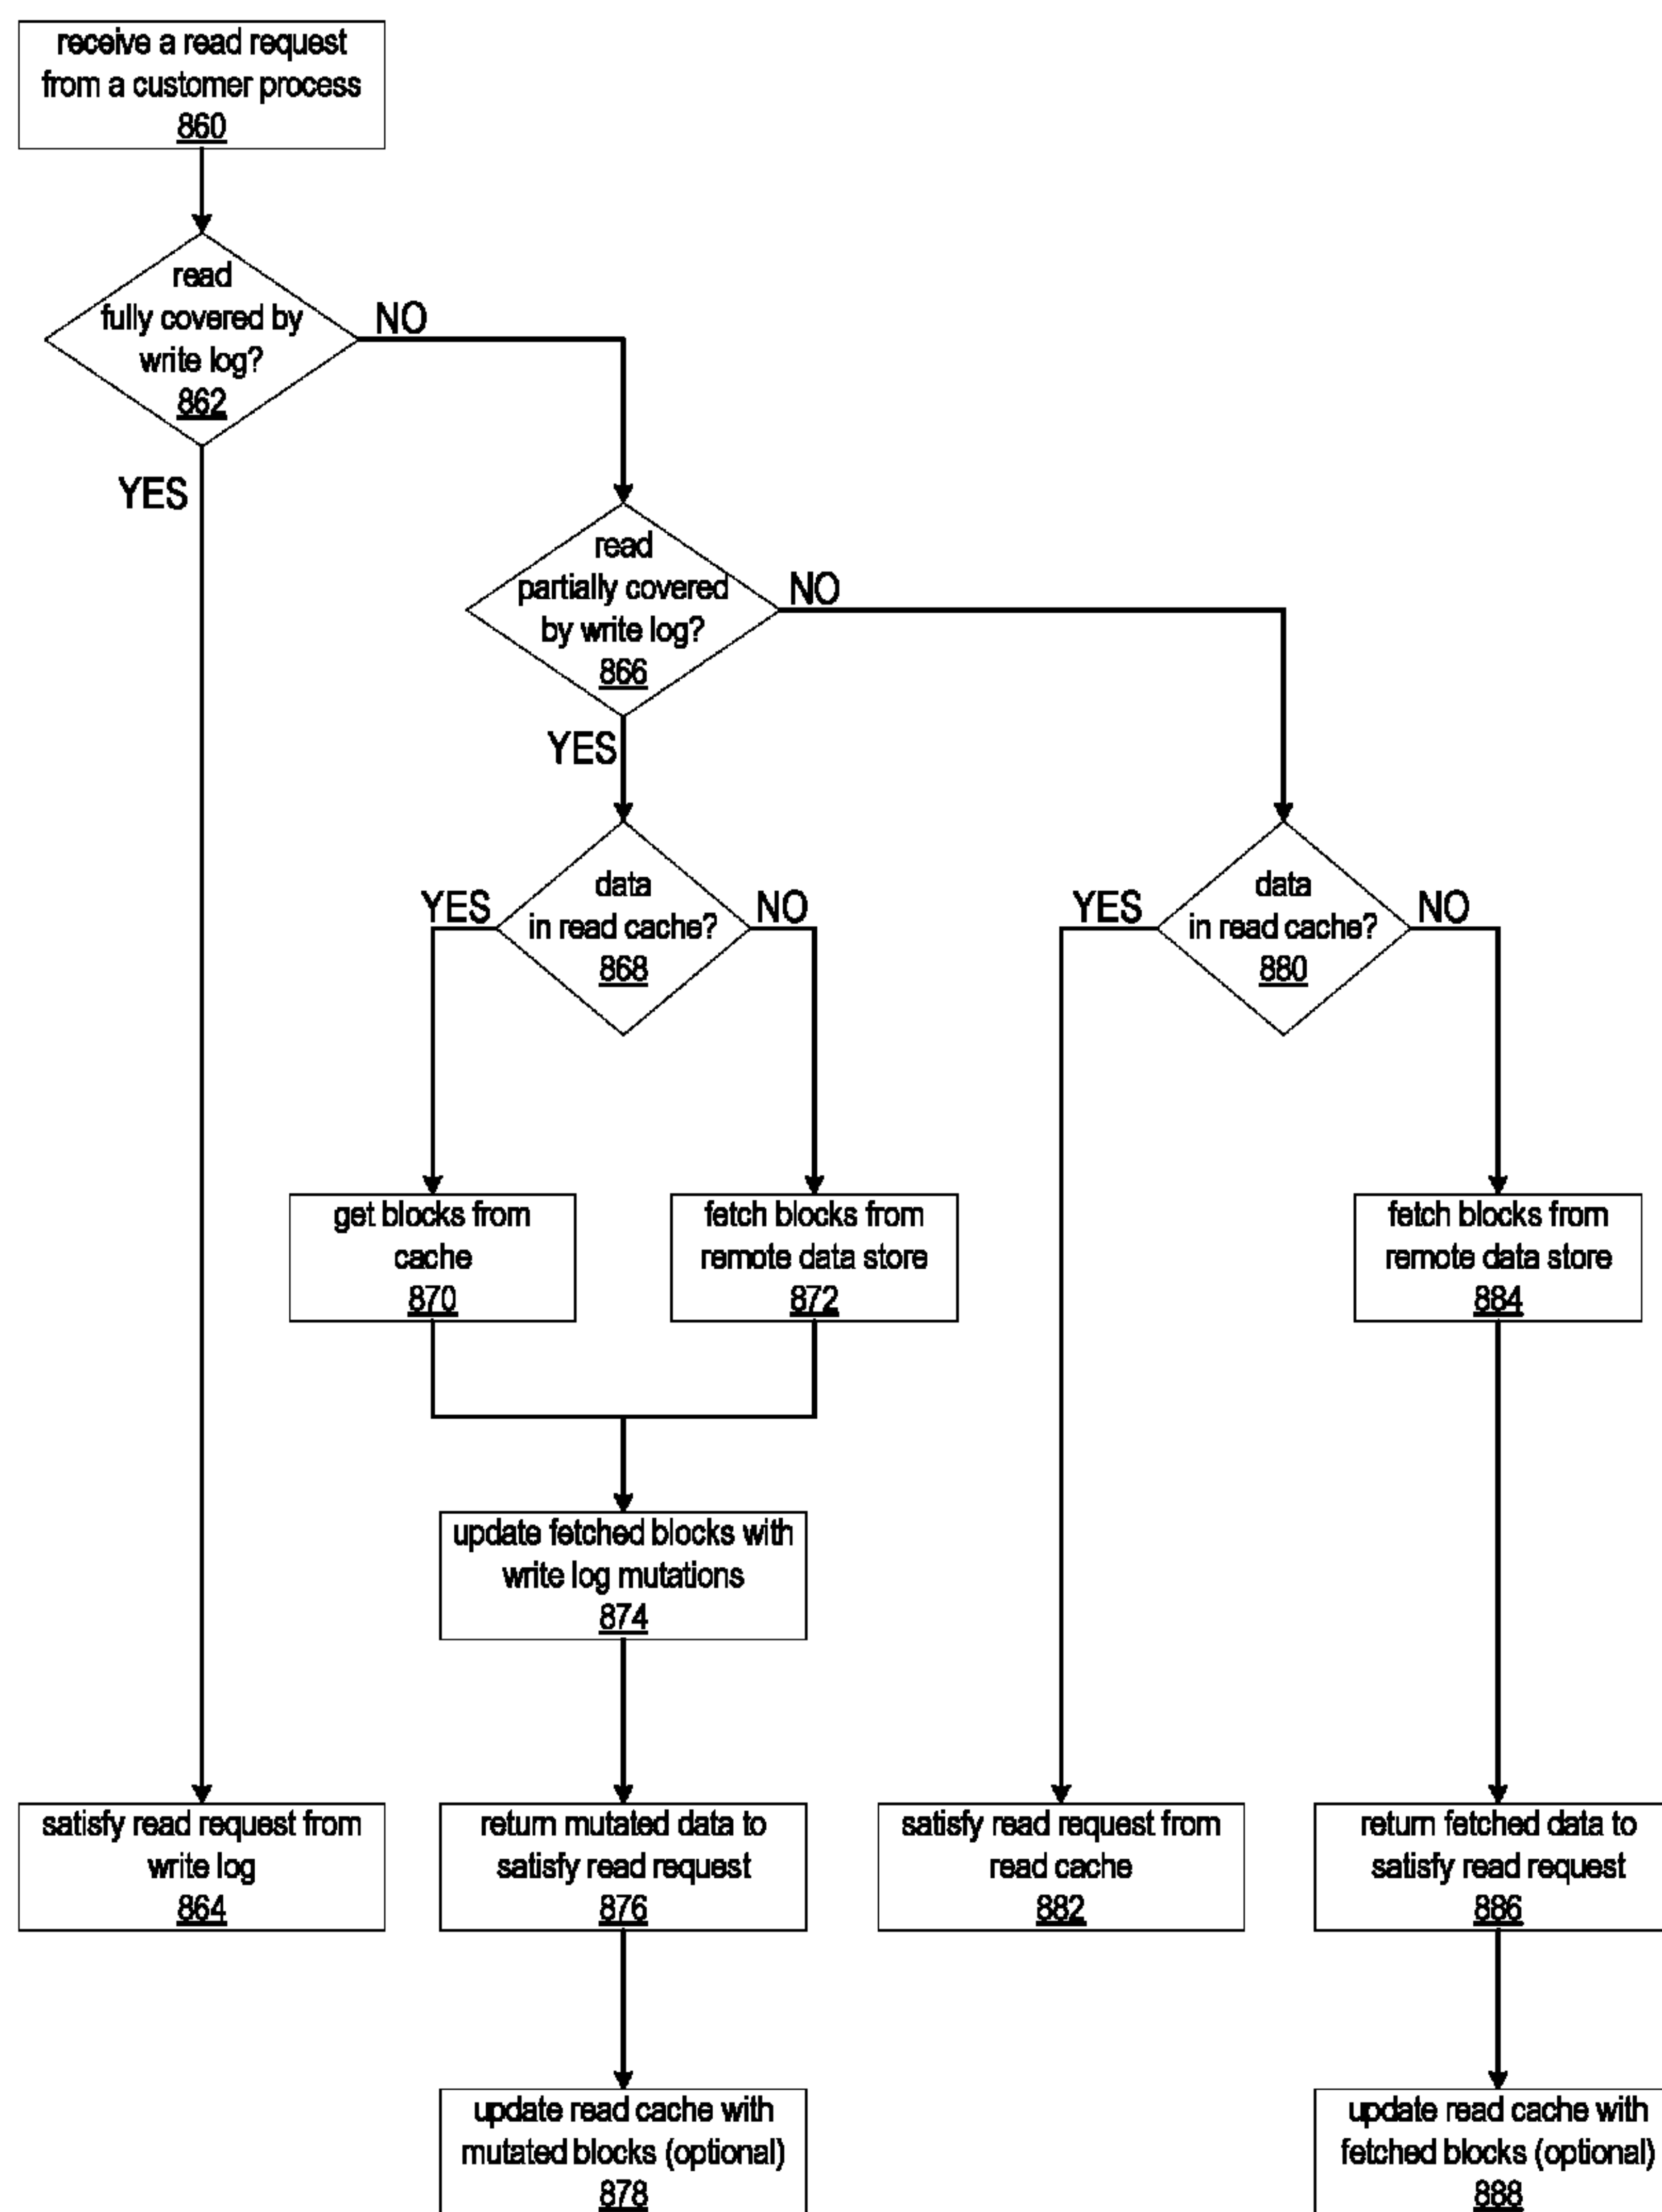 receive a read request
from a customer process
860
read
fully covered by
write log?
862
NO
YES
read
partially covered
by write log?
866
NO
YES
data
in read cache?
868
YES
NO
data
in read cache?
880
YES
NO
get blocks from
cache
870
fetch blocks from
remote data store
872
fetch blocks from
remote data store
884
update fetched blocks with
write log mutations
874
satisfy read request from
write log
864
return mutated data to
satisfy read request
876
satisfy read request from
read cache
882
return fetched data to
satisfy read request
886
update read cache with
mutated blocks (optional)
878
update read cache with
fetched blocks (optional)
888